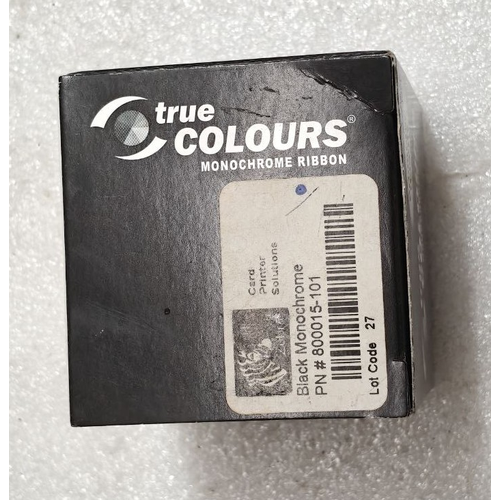 true
COLOURS®
MONOCHROME RIBBON
Card
Printer
Solutions
Black Monochrome
PN # 800015-101
Lot Code 27